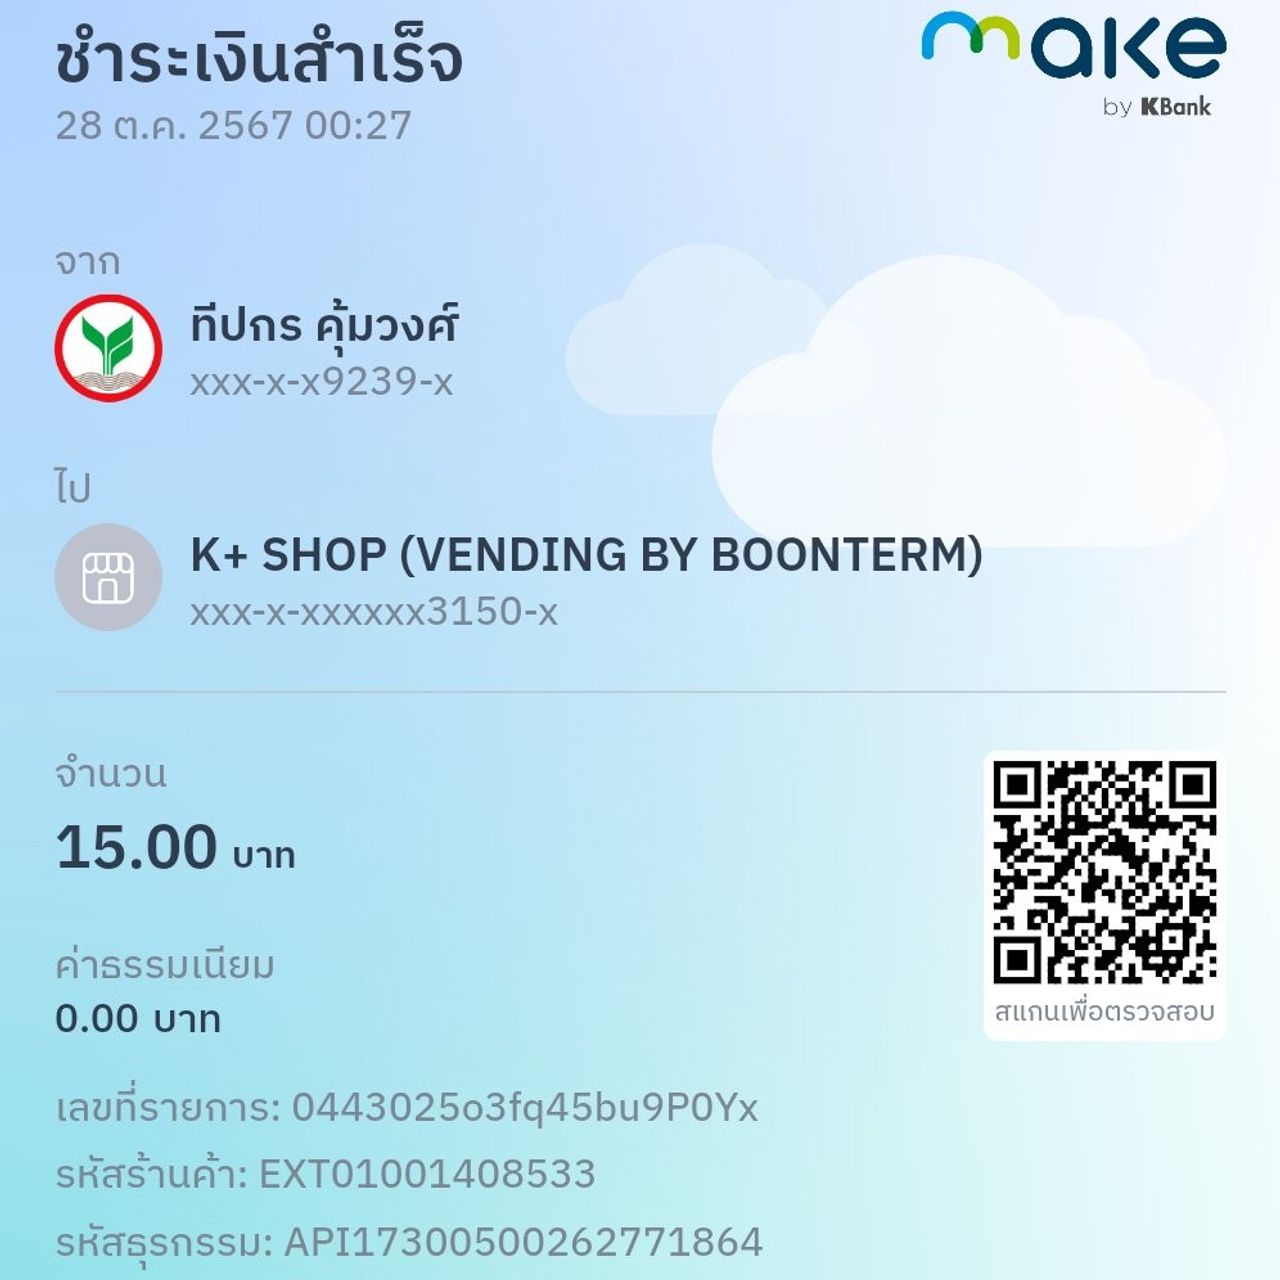 ชำระเงินสำเร็จ
28 ต.ค. 2567 00:27
make
by KBank
จาก
ทีปกร คุ้มวงศ์
xxx-x-x9239-x
ไป
K+ SHOP (VENDING BY BOONTERM)
xxx-x-xxxxxx3150-x
จำนวน
15.00 บาท
ค่าธรรมเนียม
0.00 บาท
สแกนเพื่อตรวจสอบ
เลขที่รายการ: 0443025o3fq45bu9P0Yx
รหัสร้านค้า: EXT01001408533
รหัสธุรกรรม: API17300500262771864